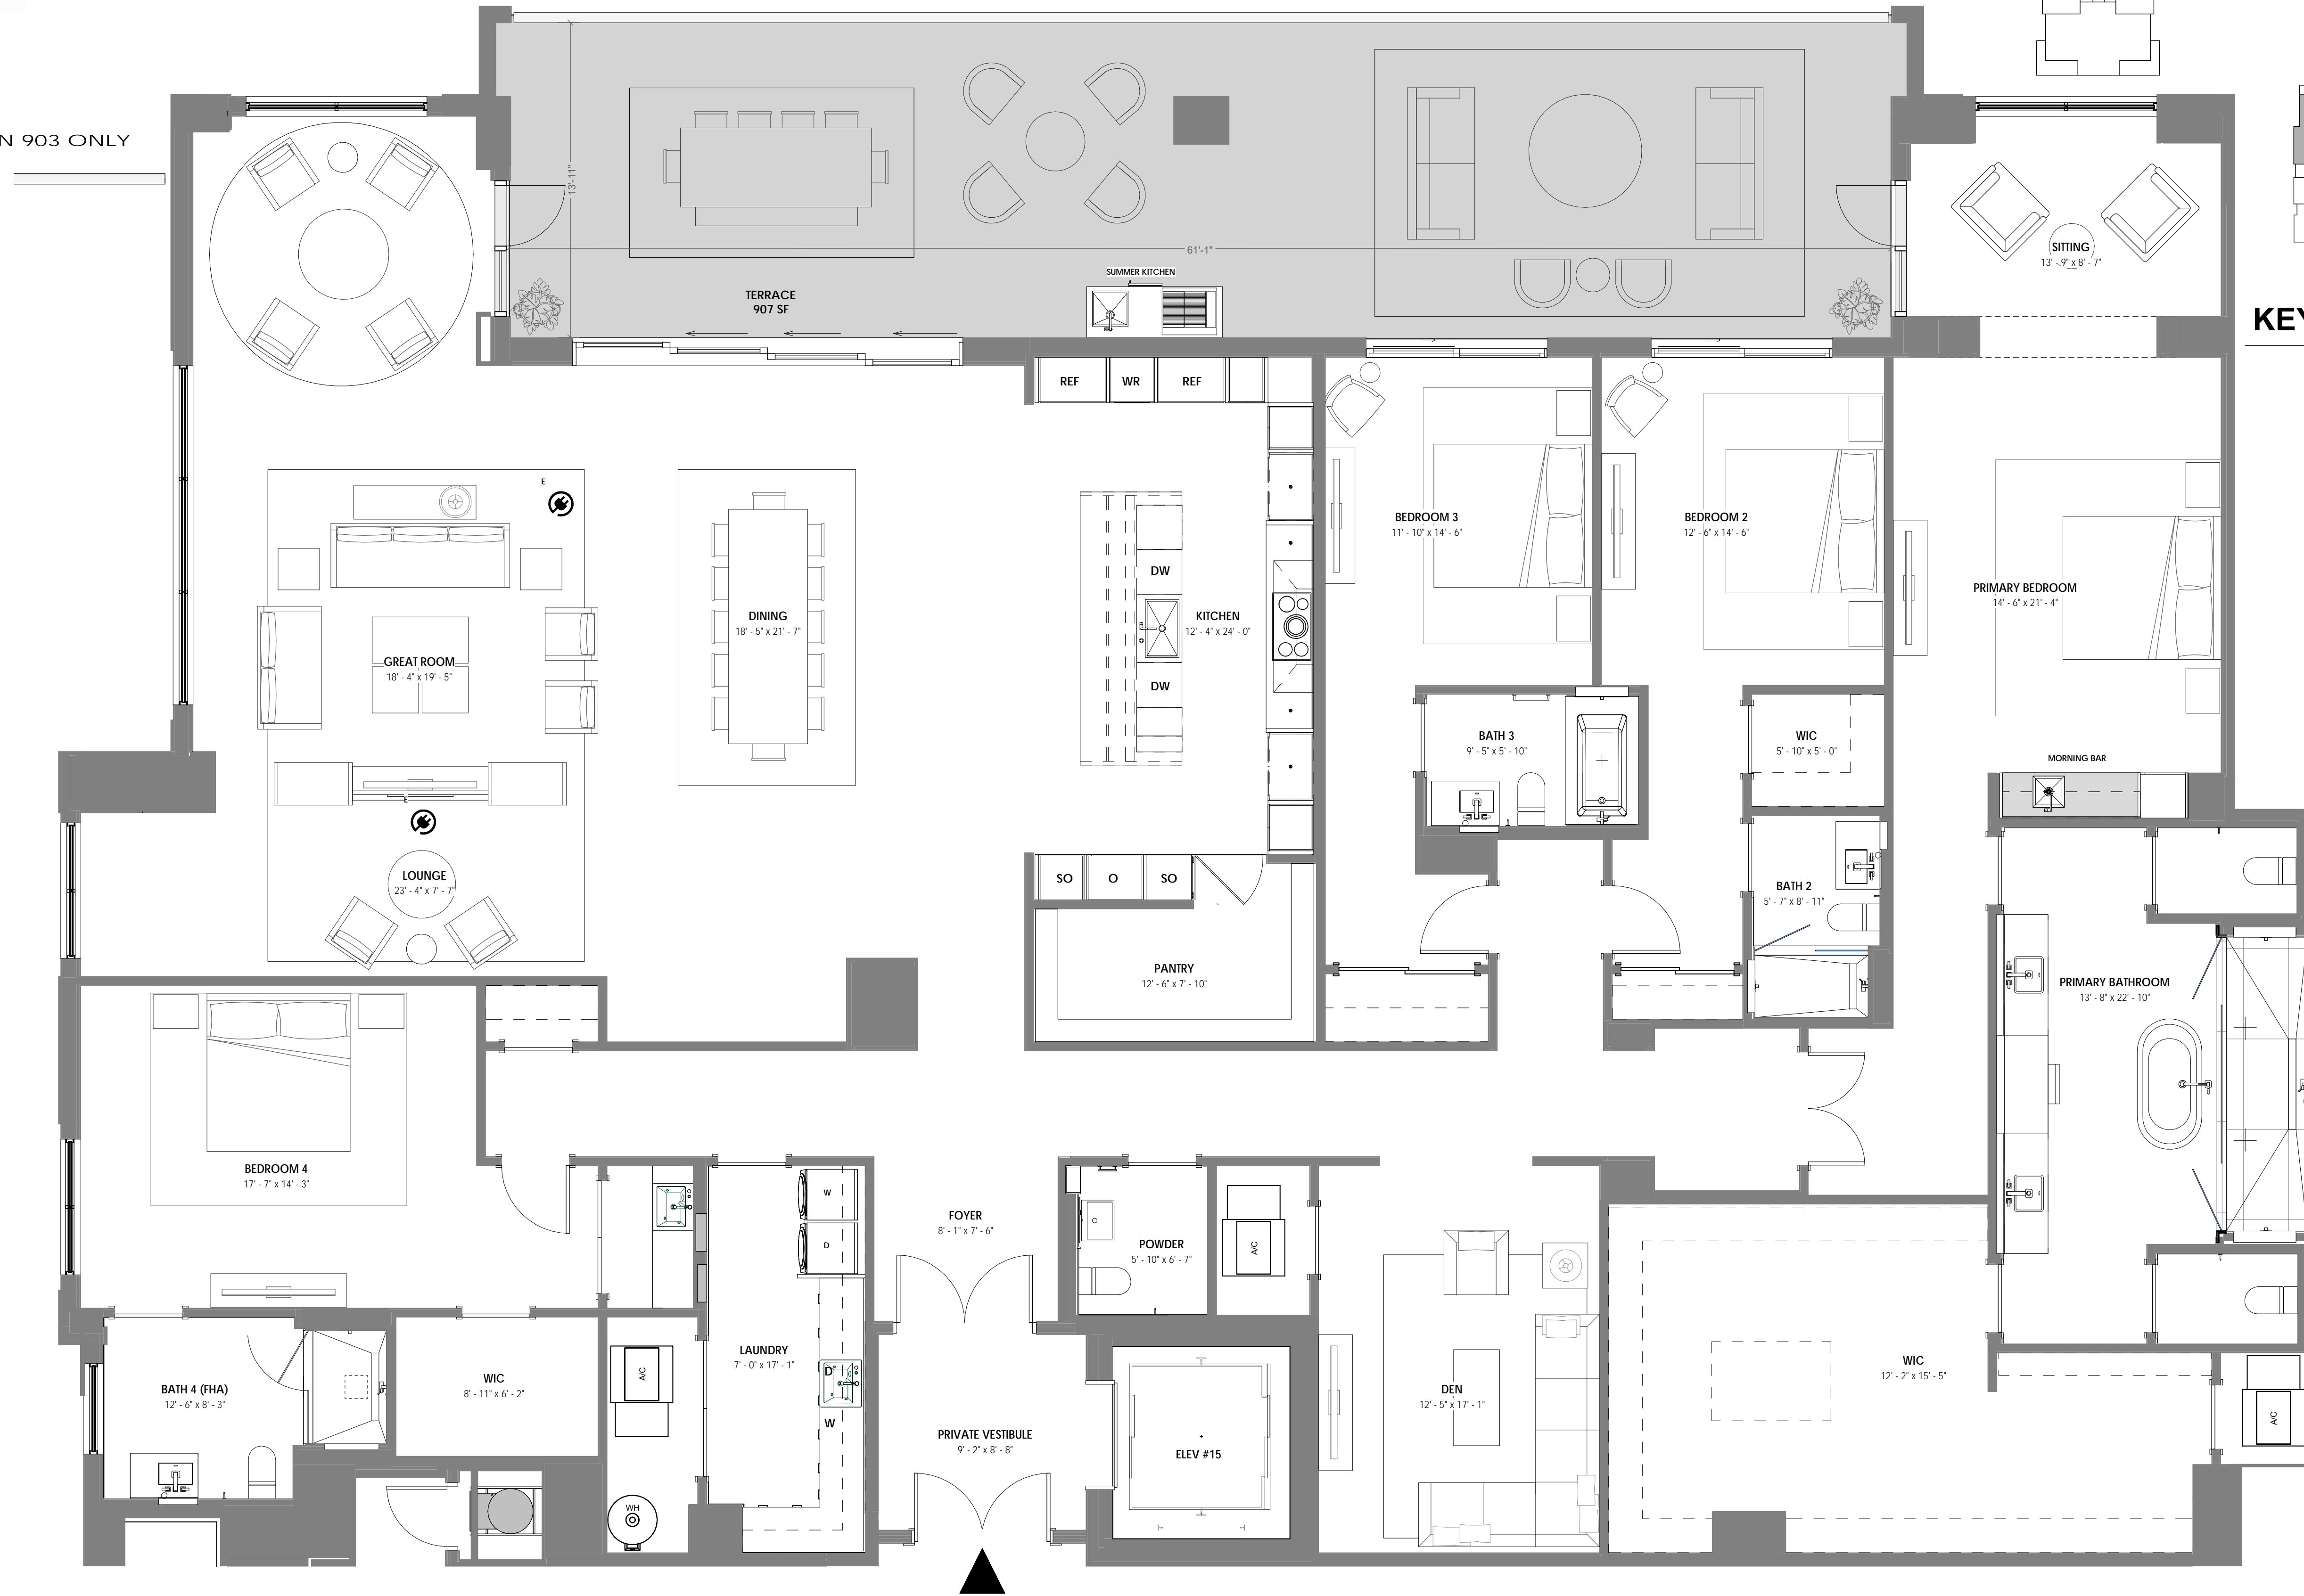 N 903 ONLY
13'-11"
61'-1"
SUMMER KITCHEN
TERRACE
907 SF
SITTING
13' - 9" x 8' - 7"
KEY
REF
WR
REF
E
BEDROOM 3
11' - 10" x 14' - 6"
BEDROOM 2
12' - 6" x 14' - 6"
DW
PRIMARY BEDROOM
14' - 6" x 21' - 4"
DINING
18' - 5" x 21' - 7"
KITCHEN
12' - 4" x 24' - 0"
GREAT ROOM
18' - 4" x 19' - 5"
DW
BATH 3
9' - 5" x 5' - 10"
WIC
5' - 10" x 5' - 0"
MORNING BAR
E
LOUNGE
23' - 4" x 7' - 7"
SO
O
SO
BATH 2
5' - 7" x 8' - 11"
PANTRY
12' - 6" x 7' - 10"
PRIMARY BATHROOM
13' - 8" x 22' - 10"
BEDROOM 4
17' - 7" x 14' - 3"
W
D
FOYER
8' - 1" x 7' - 6"
POWDER
5' - 10" x 6' - 7"
A/C
LAUNDRY
7' - 0" x 17' - 1"
WIC
8' - 11" x 6' - 2"
A/C
BATH 4 (FHA)
12' - 6" x 8' - 3"
D
W
WIC
12' - 2" x 15' - 5"
DEN
12' - 5" x 17' - 1"
A/C
PRIVATE VESTIBULE
9' - 2" x 8' - 8"
ELEV #15
WH